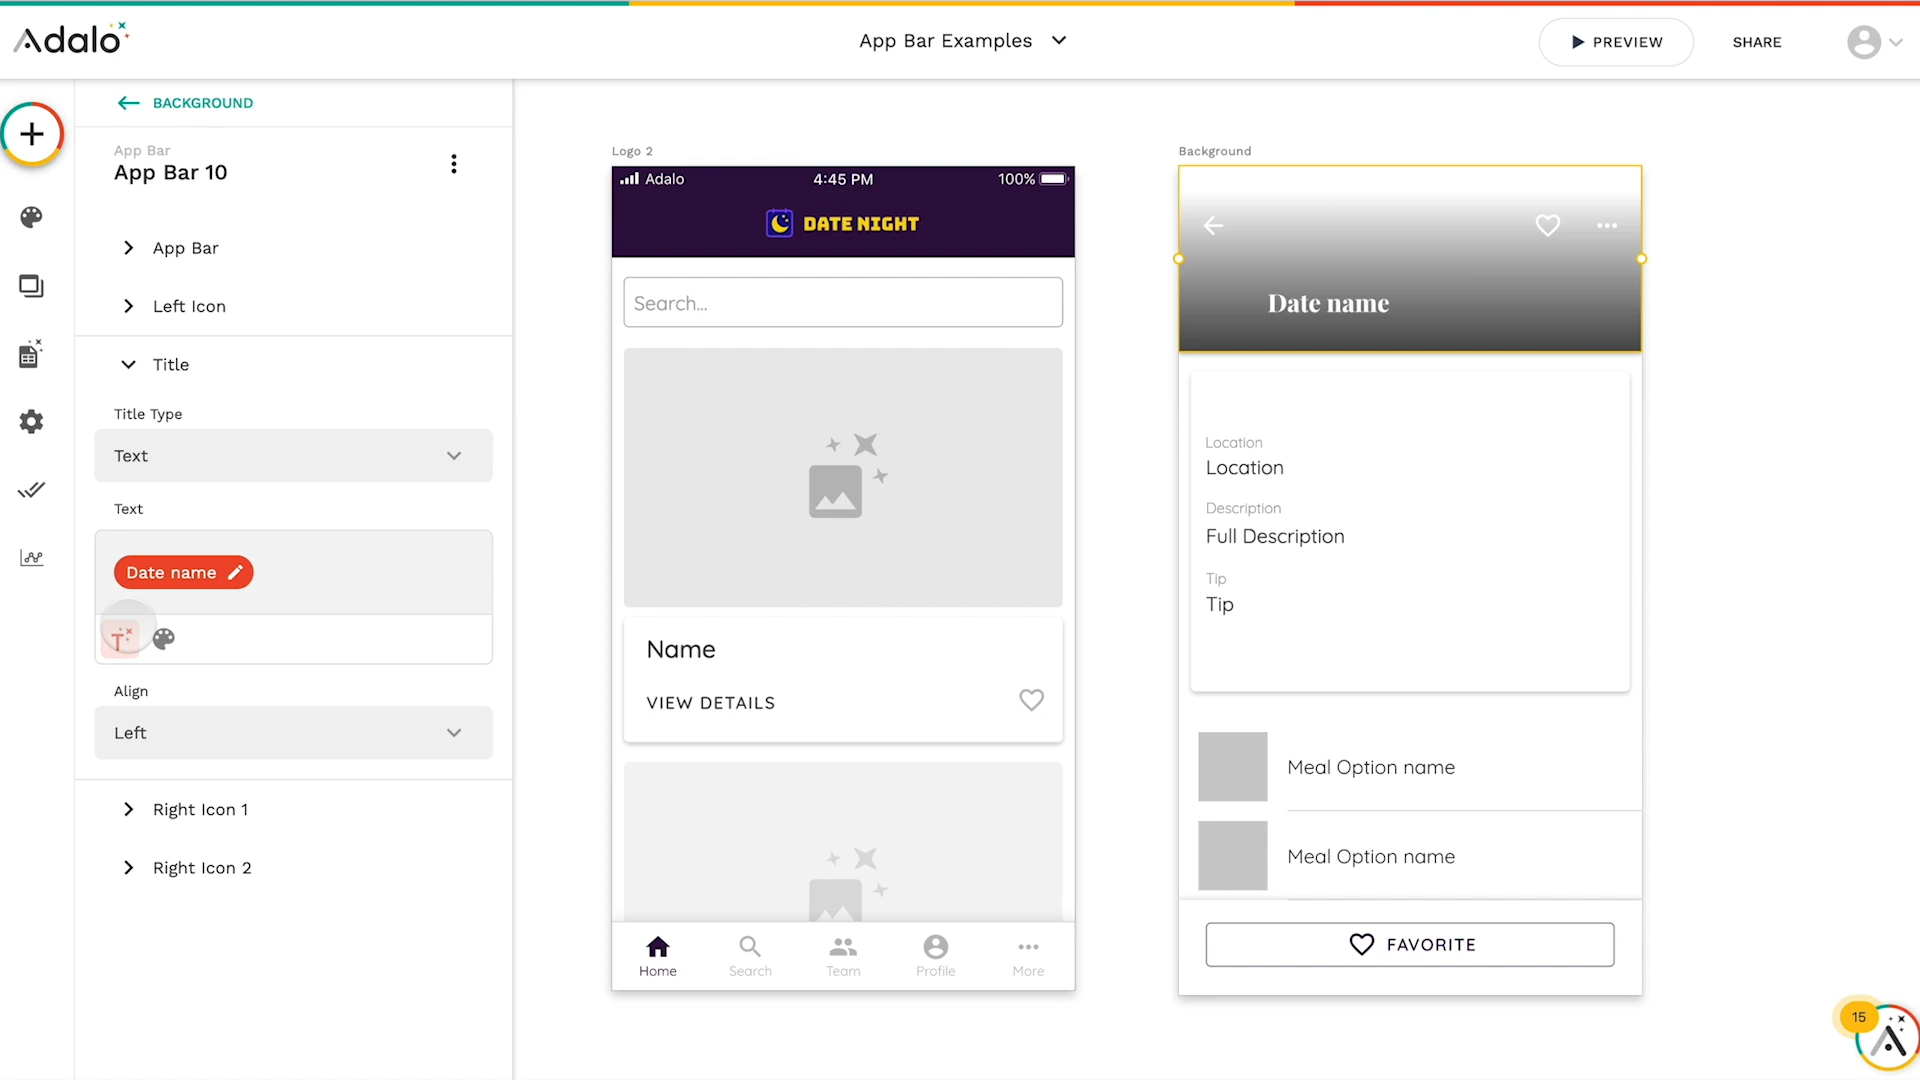 Adalo
App Bar Examples
PREVIEW
SHARE
BACKGROUND
App Bar
App Bar 10
App Bar
Left Icon
Title
Title Type
Text
Text
Date name
T
Align
Left
Right Icon 1
Right Icon 2
Logo 2
Adalo 4:45 PM 100%
DATE NIGHT
Search...
Name
VIEW DETAILS
Home Search Team Profile More
Background
Date name
Location
Location
Description
Full Description
Tip
Tip
Meal Option name
Meal Option name
FAVORITE
15